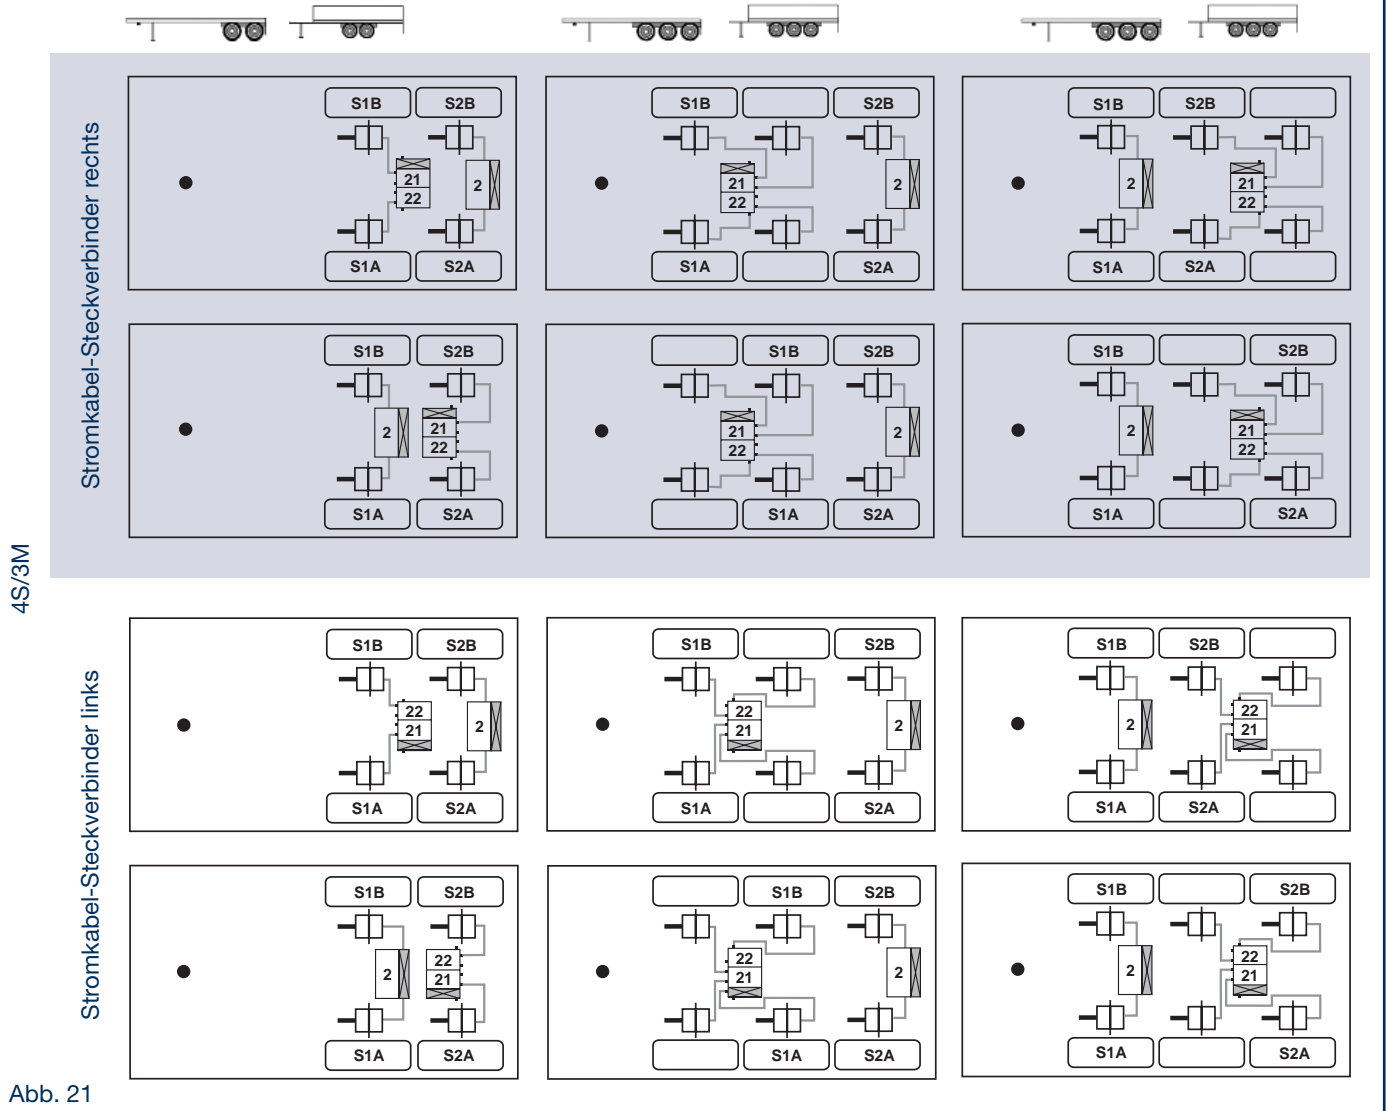 Stromkabel-Steckverbinder rechts
S1B S2B
21
22
2
S1A S2A
S1B S2B
21
22
2
S1A S2A
S1B S2B
2
21
22
S1A S2A
S1B S2B
2
21
22
S1A S2A
S1B S2B
21
22
2
S1A S2A
S1B S2B
2
21
22
S1A S2A
4S/3M
Stromkabel-Steckverbinder links
S1B S2B
22
21
2
S1A S2A
S1B S2B
22
21
2
S1A S2A
S1B S2B
2
22
21
S1A S2A
S1B S2B
2
22
21
S1A S2A
S1B S2B
22
21
2
S1A S2A
S1B S2B
2
22
21
S1A S2A
Abb. 21